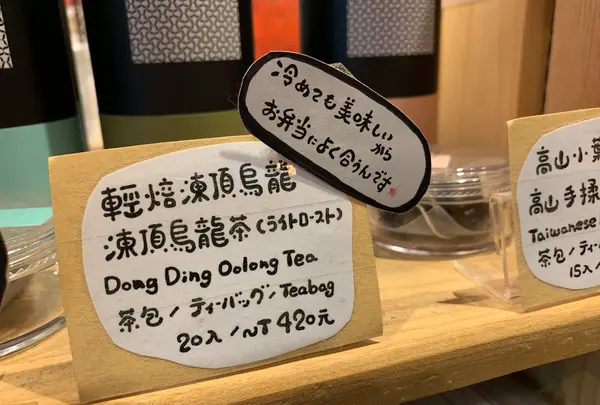 冷めても美味しいから
お弁当によく合うんです
輕焙凍頂烏龍
凍頂烏龍茶(ライトロースト)
Dong Ding Oolong Tea
茶包/ティーバッグ/Teabag
20入/NT 420元
高山小葉
高山手揉
Taiwanese
茶包/ティー
15入/